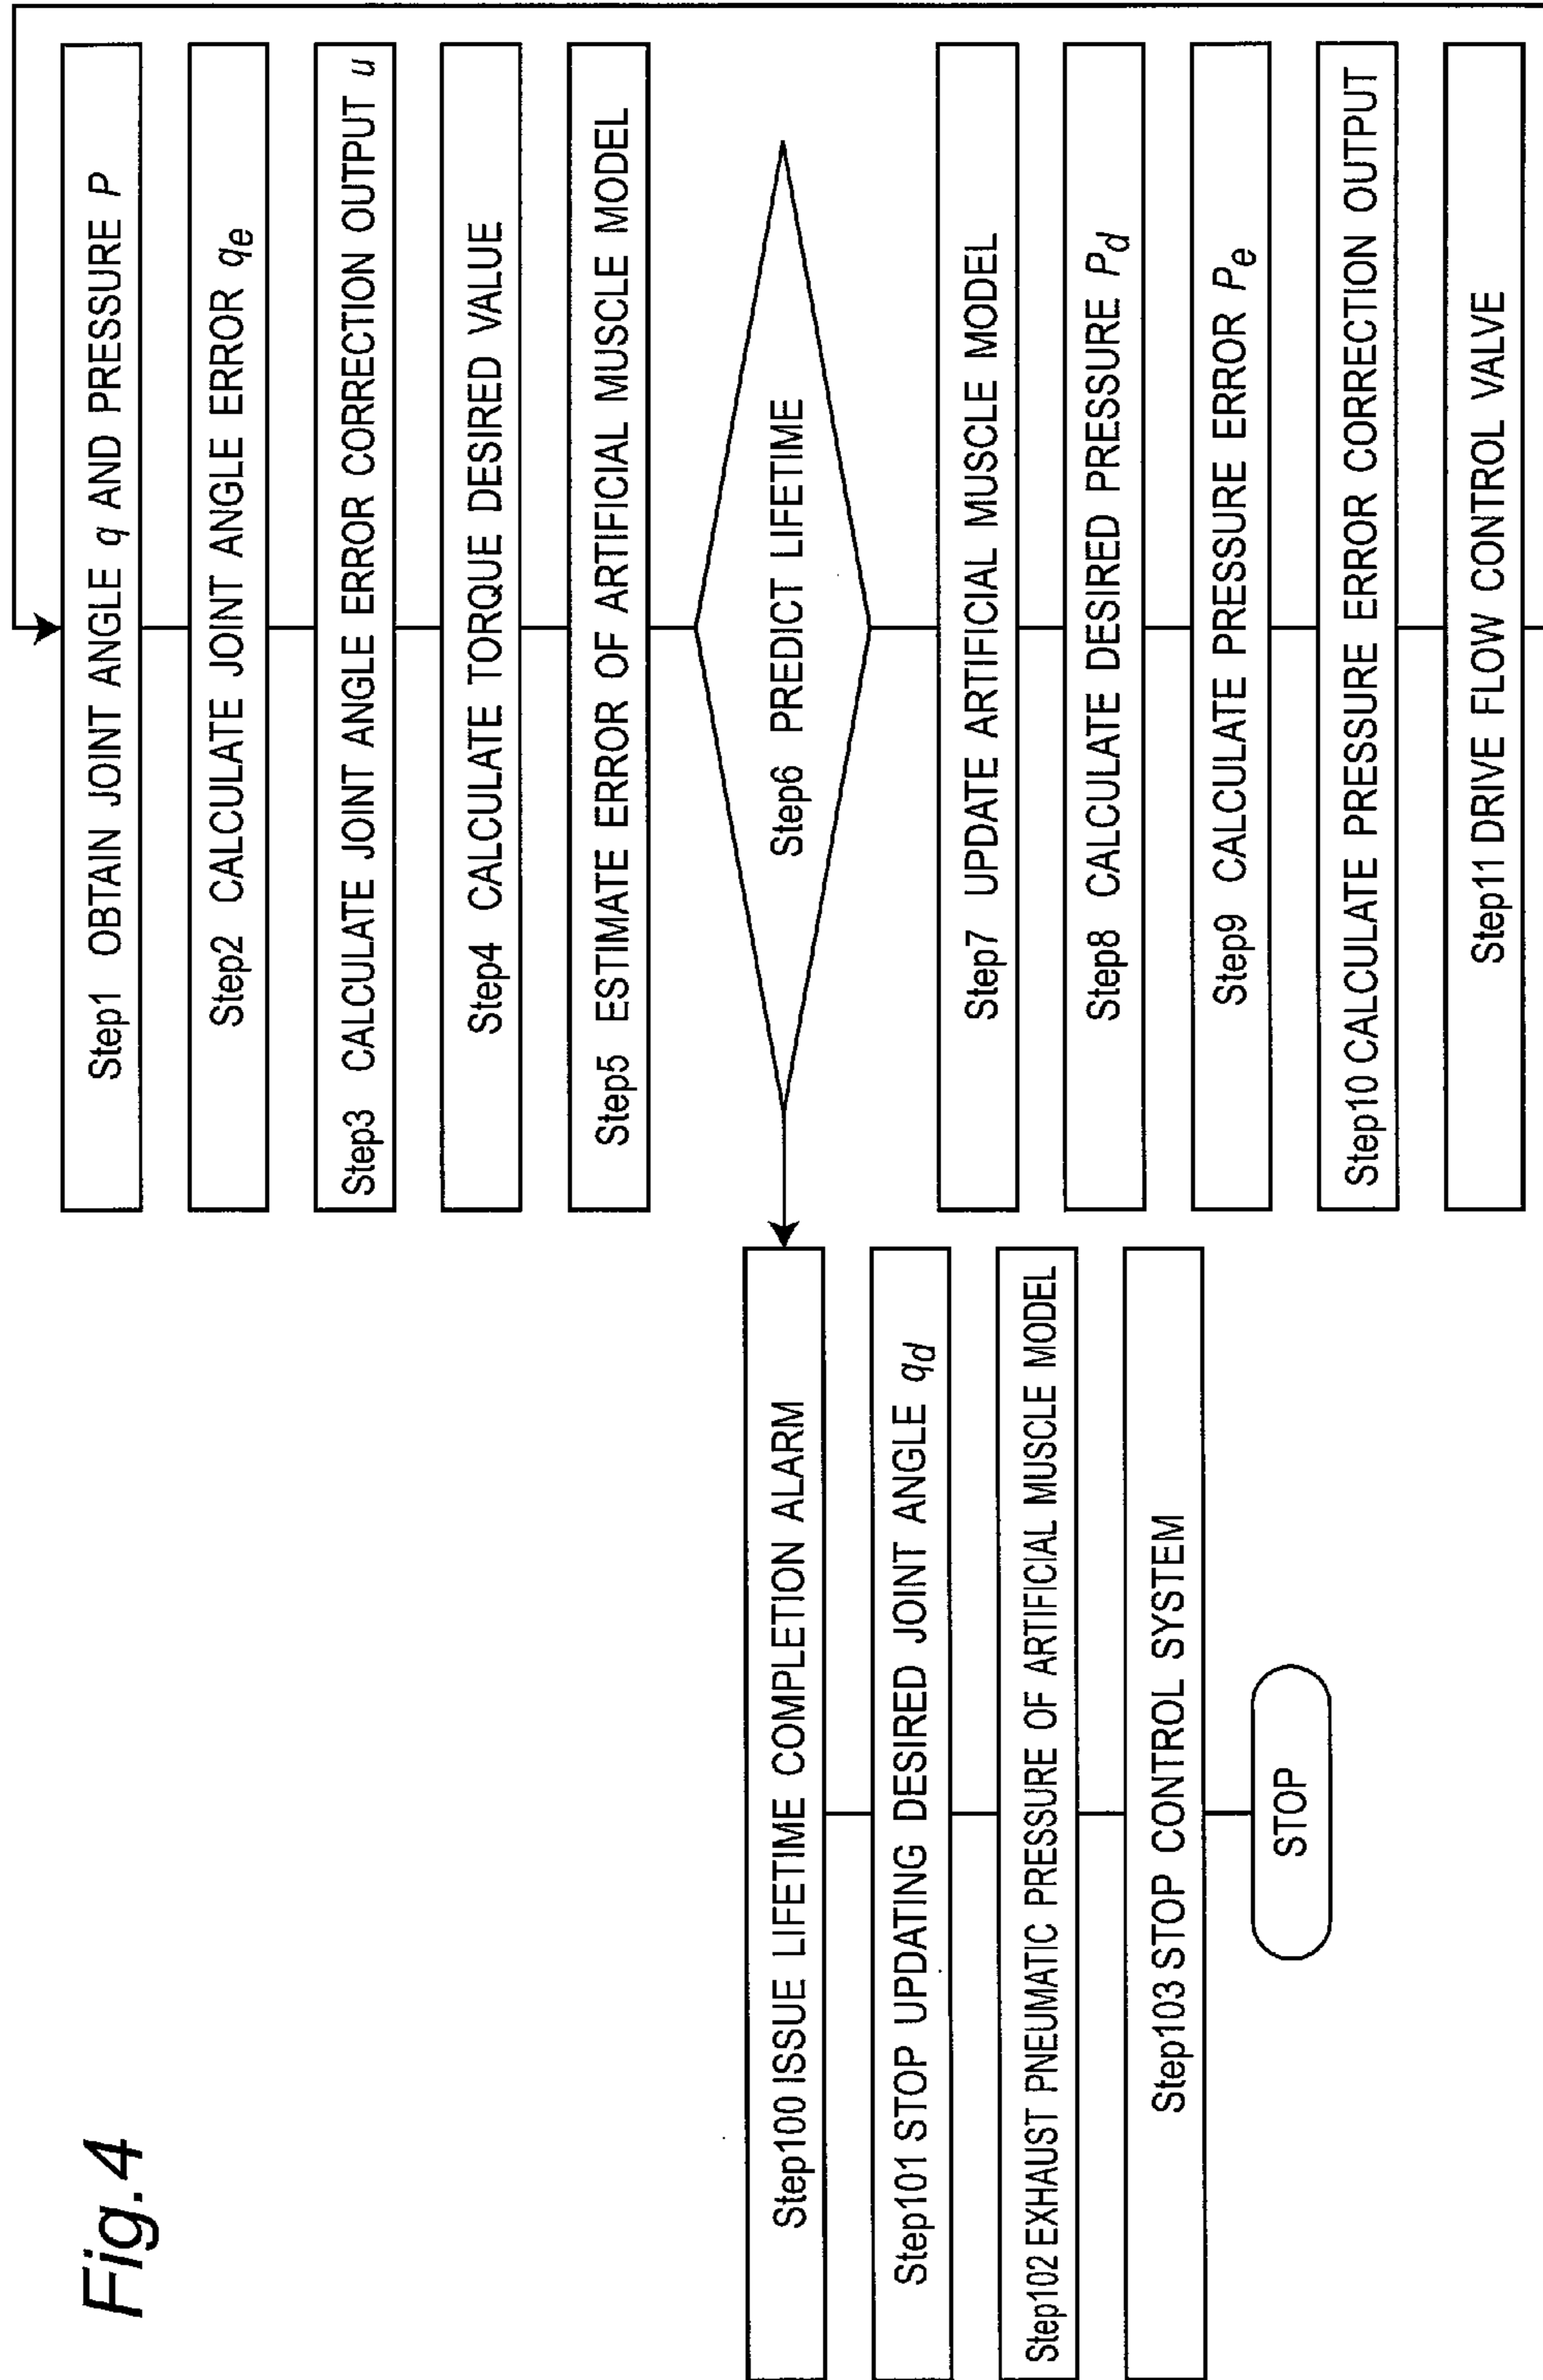 Fig.4
Step1 OBTAIN JOINT ANGLE q AND PRESSURE P
Step2 CALCULATE JOINT ANGLE ERROR qe
Step3 CALCULATE JOINT ANGLE ERROR CORRECTION OUTPUT u
Step4 CALCULATE TORQUE DESIRED VALUE
Step5 ESTIMATE ERROR OF ARTIFICIAL MUSCLE MODEL
Step6 PREDICT LIFETIME
Step7 UPDATE ARTIFICIAL MUSCLE MODEL
Step8 CALCULATE DESIRED PRESSURE Pd
Step9 CALCULATE PRESSURE ERROR Pe
Step10 CALCULATE PRESSURE ERROR CORRECTION OUTPUT
Step11 DRIVE FLOW CONTROL VALVE
Step100 ISSUE LIFETIME COMPLETION ALARM
Step101 STOP UPDATING DESIRED JOINT ANGLE qd
Step102 EXHAUST PNEUMATIC PRESSURE OF ARTIFICIAL MUSCLE MODEL
Step103 STOP CONTROL SYSTEM
STOP